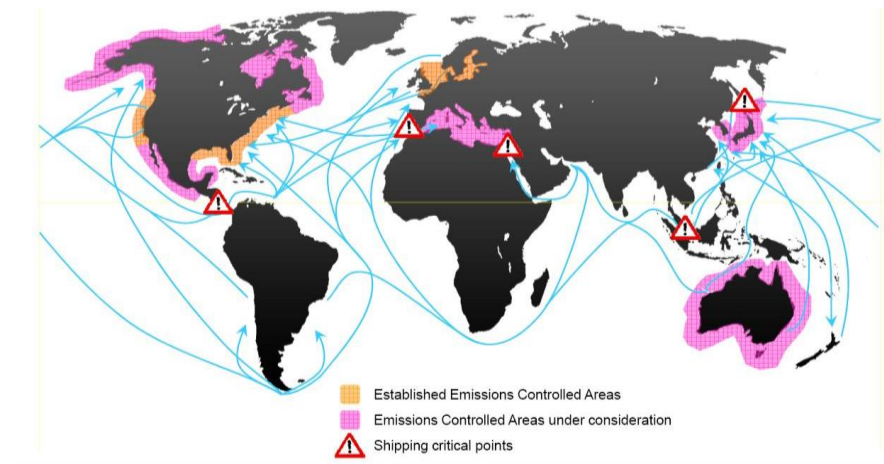 Established Emissions Controlled Areas
Emissions Controlled Areas under consideration
Shipping critical points